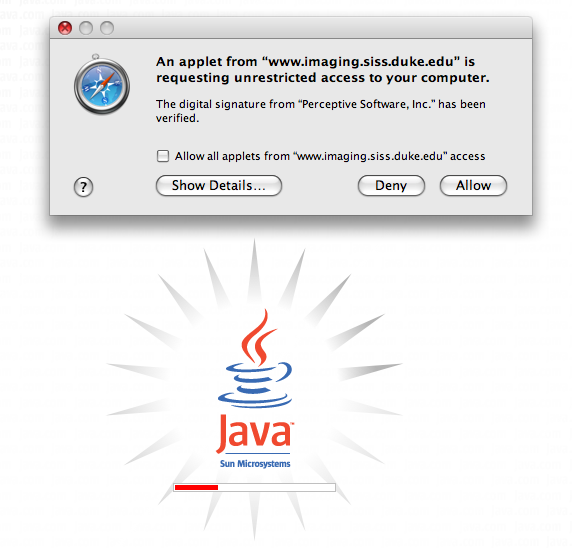 An applet from “www.imaging.siss.duke.edu” is
requesting unrestricted access to your computer.
The digital signature from “Perceptive Software, Inc.” has been
verified.
Allow all applets from “www.imaging.siss.duke.edu” access
?
Show Details...
Deny
Allow
Java™
Sun Microsystems